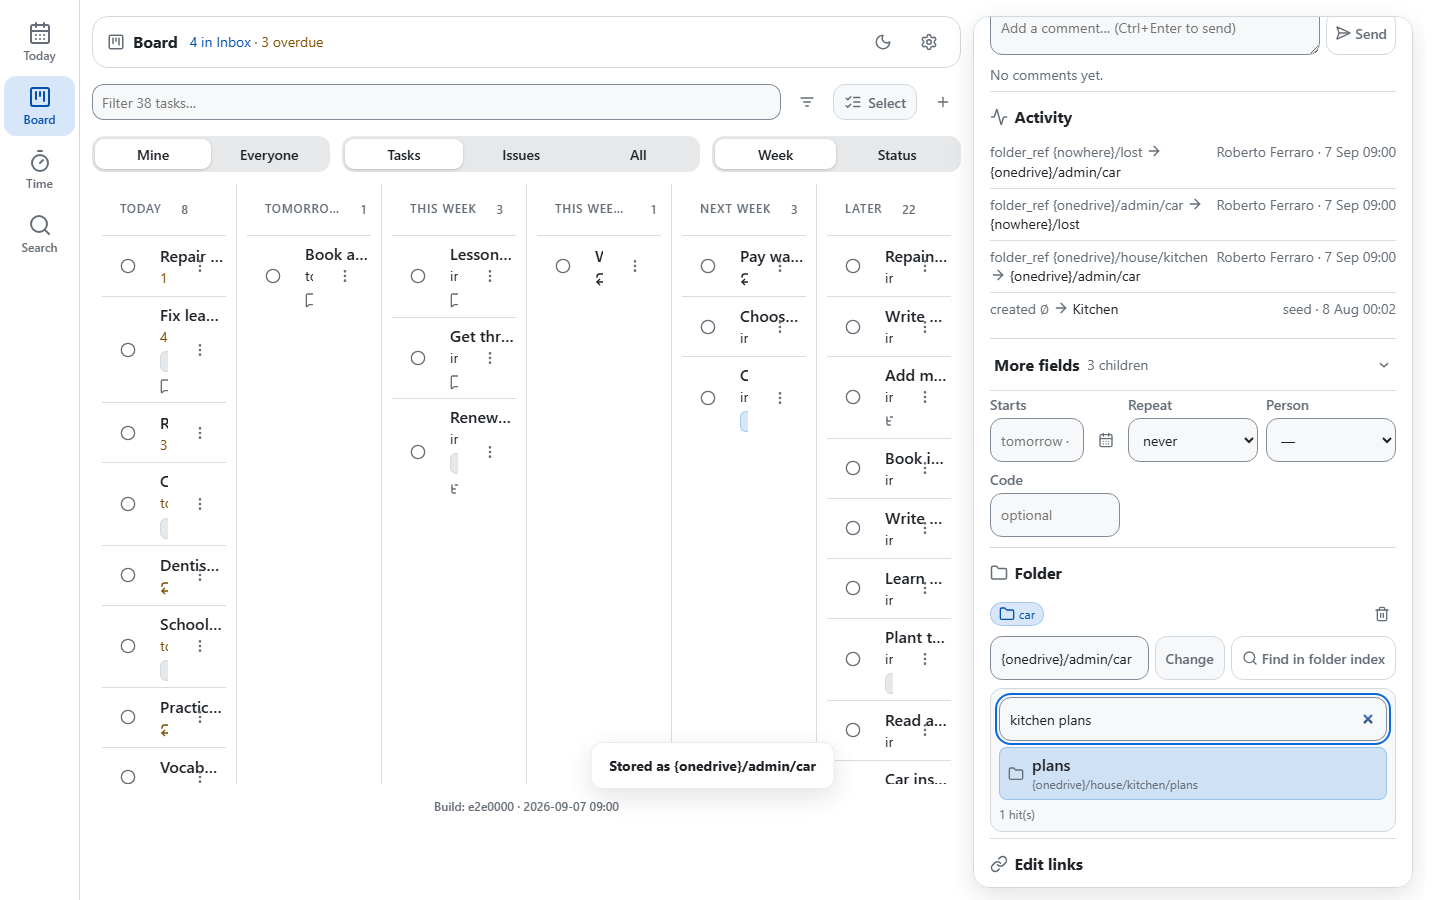 Today
Board
Time
Search
Board 4 in Inbox · 3 overdue
Filter 38 tasks...
Select
Mine
Everyone
Tasks
Issues
All
Week
Status
TODAY 8
Repair ...
1
Fix lea...
4
R
3
C
Dentis...
School...
Practic...
Vocab...
TOMORRO... 1
Book a...
THIS WEEK 3
Lesson...
Get thr...
Renew...
THIS WEE... 1
NEXT WEEK 3
Pay wa...
Choos...
C
LATER 22
Repain...
Write ...
Add m...
Book i...
Write ...
Learn ...
Plant t...
Read a...
Car ins...
Stored as {onedrive}/admin/car
Build: e2e0000 · 2026-09-07 09:00
Add a comment... (Ctrl+Enter to send)
Send
No comments yet.
Activity
folder_ref {nowhere}/lost → Roberto Ferraro · 7 Sep 09:00
{onedrive}/admin/car
folder_ref {onedrive}/admin/car → Roberto Ferraro · 7 Sep 09:00
{nowhere}/lost
folder_ref {onedrive}/house/kitchen Roberto Ferraro · 7 Sep 09:00
→ {onedrive}/admin/car
created Ø → Kitchen seed · 8 Aug 00:02
More fields 3 children
Starts
Repeat
Person
tomorrow ·
never
—
Code
optional
Folder
car
{onedrive}/admin/car
Change
Find in folder index
kitchen plans
plans
{onedrive}/house/kitchen/plans
1 hit(s)
Edit links